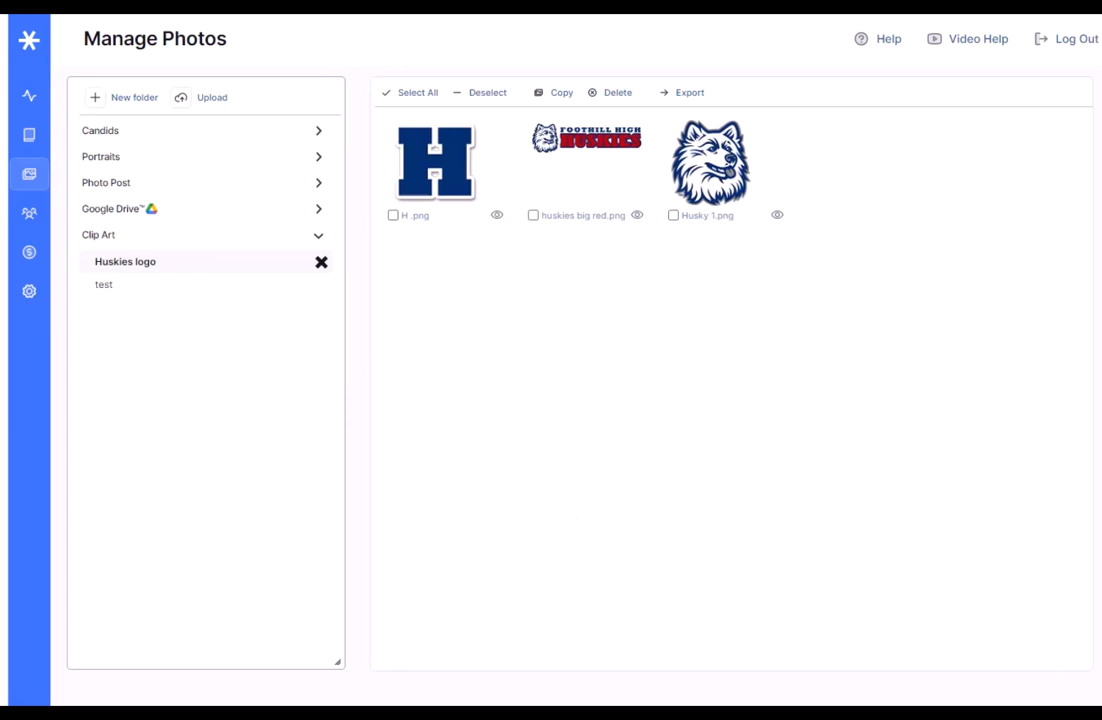 Manage Photos
Help
Video Help
Log Out
New folder
Upload
Candids
Portraits
Photo Post
Google Drive™
Clip Art
Huskies logo
test
Select All
Deselect
Copy
Delete
Export
H
FOOTHILL HIGH
HUSKIES
H .png
huskies big red.png
Husky 1.png